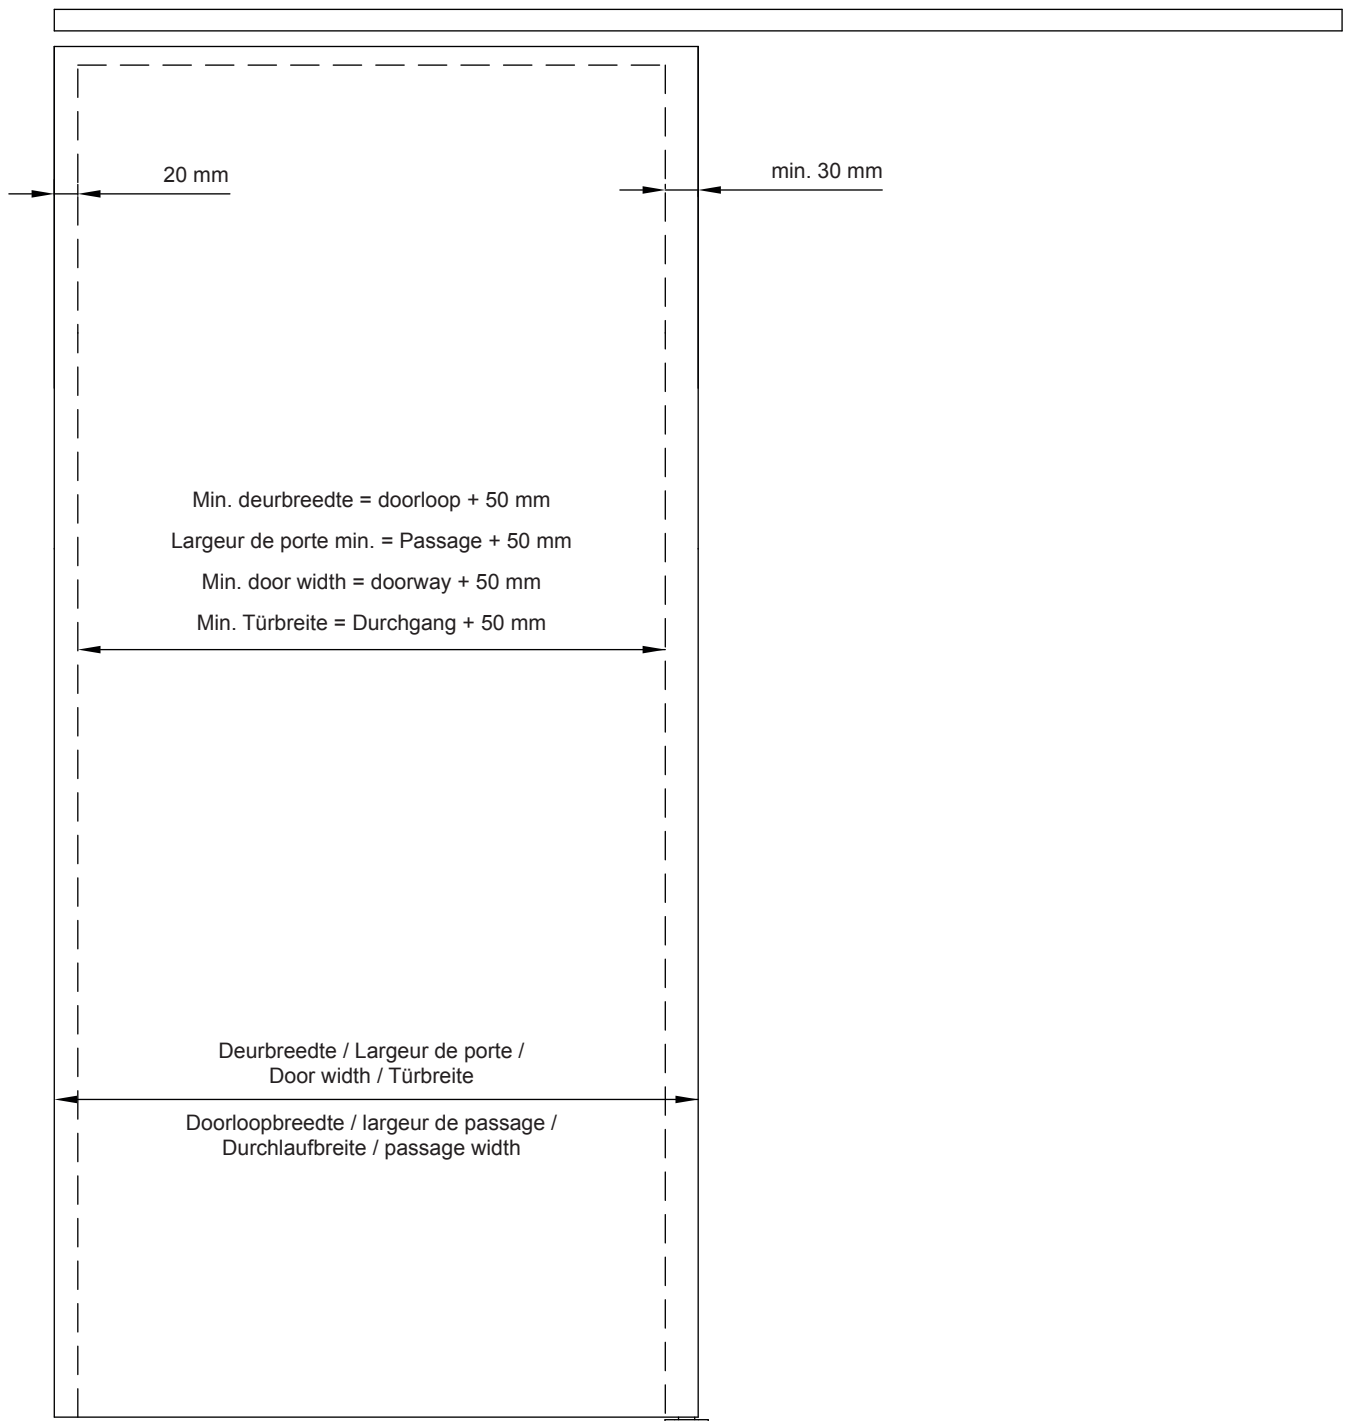 20 mm
min. 30 mm
Min. deurbreedte = doorloop + 50 mm
Largeur de porte min. = Passage + 50 mm
Min. door width = doorway + 50 mm
Min. Türbreite = Durchgang + 50 mm
Deurbreedte / Largeur de porte /
Door width / Türbreite
Doorloopbreedte / largeur de passage /
Durchlaufbreite / passage width